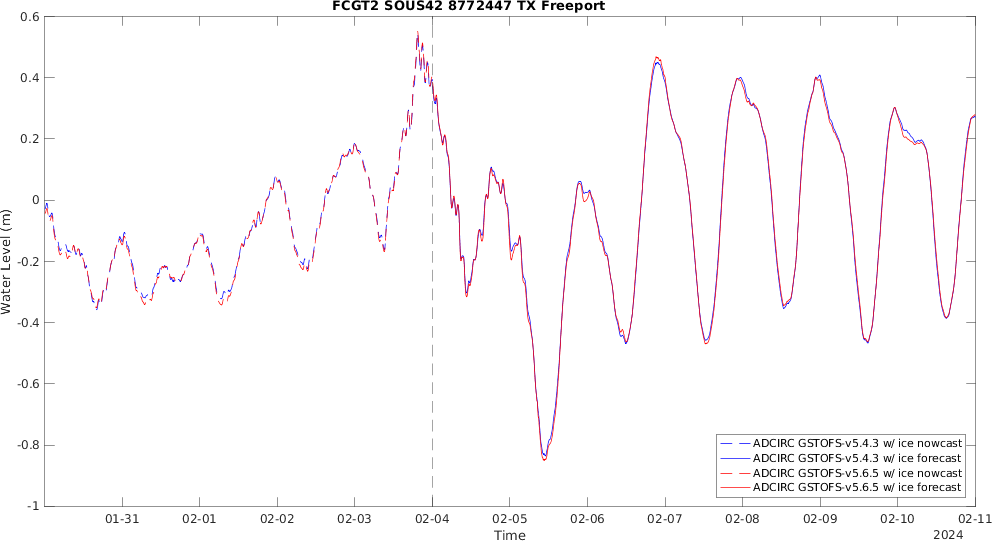 FCGT2 SOUS42 8772447 TX Freeport
0.6
0.4
0.2
0
-0.2
-0.4
-0.6
-0.8
-1
Water Level (m)
01-31 02-01 02-02 02-03 02-04 02-05 02-06 02-07 02-08 02-09 02-10 02-11
Time
2024
ADCIRC GSTOFS-v5.4.3 w/ ice nowcast
ADCIRC GSTOFS-v5.4.3 w/ ice forecast
ADCIRC GSTOFS-v5.6.5 w/ ice nowcast
ADCIRC GSTOFS-v5.6.5 w/ ice forecast